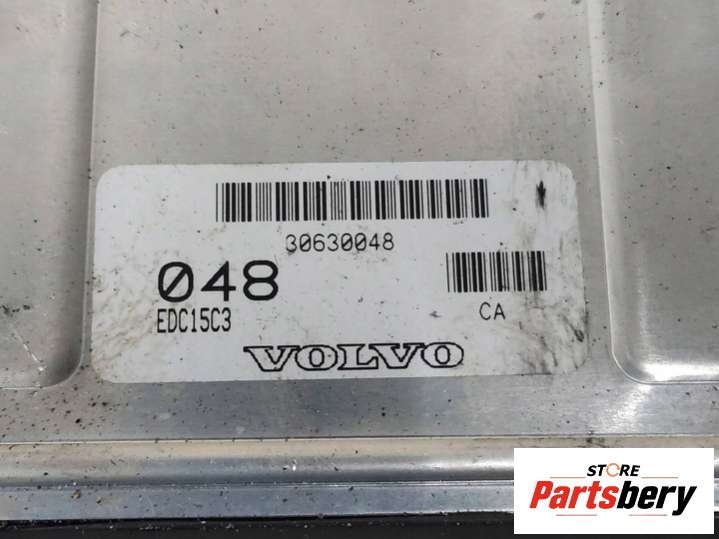 30630048
048
EDC15C3
CA
VOLVO
STORE
Partsbery